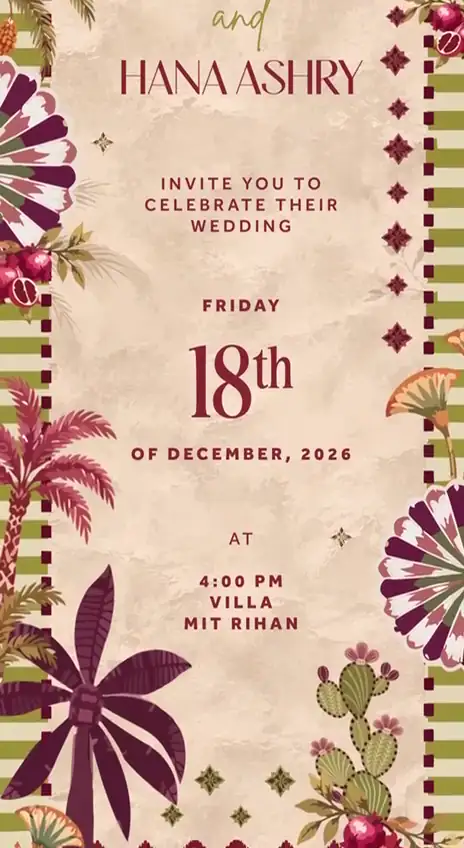 and
HANA ASHRY
INVITE YOU TO
CELEBRATE THEIR
WEDDING
FRIDAY
18th
OF DECEMBER, 2026
AT
4:00 PM
VILLA
MIT RIHAN